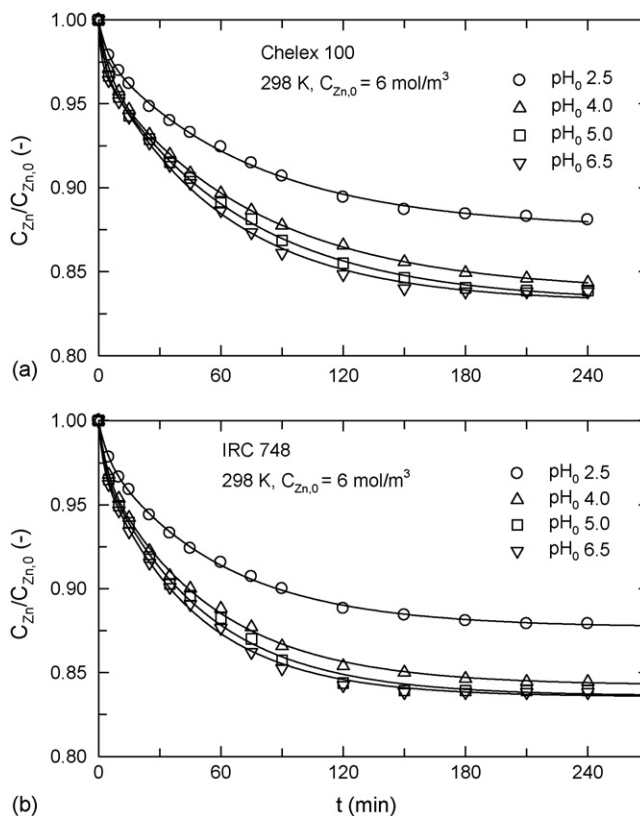 1.00
0.95
0.90
0.85
0.80
C_Zn/C_Zn,0 (-)
Chelex 100
298 K, C_Zn,0 = 6 mol/m³
pH₀ 2.5
pH₀ 4.0
pH₀ 5.0
pH₀ 6.5
0 60 120 180 240
(a)
1.00
0.95
0.90
0.85
0.80
C_Zn/C_Zn,0 (-)
IRC 748
298 K, C_Zn,0 = 6 mol/m³
pH₀ 2.5
pH₀ 4.0
pH₀ 5.0
pH₀ 6.5
0 60 120 180 240
(b)
t (min)